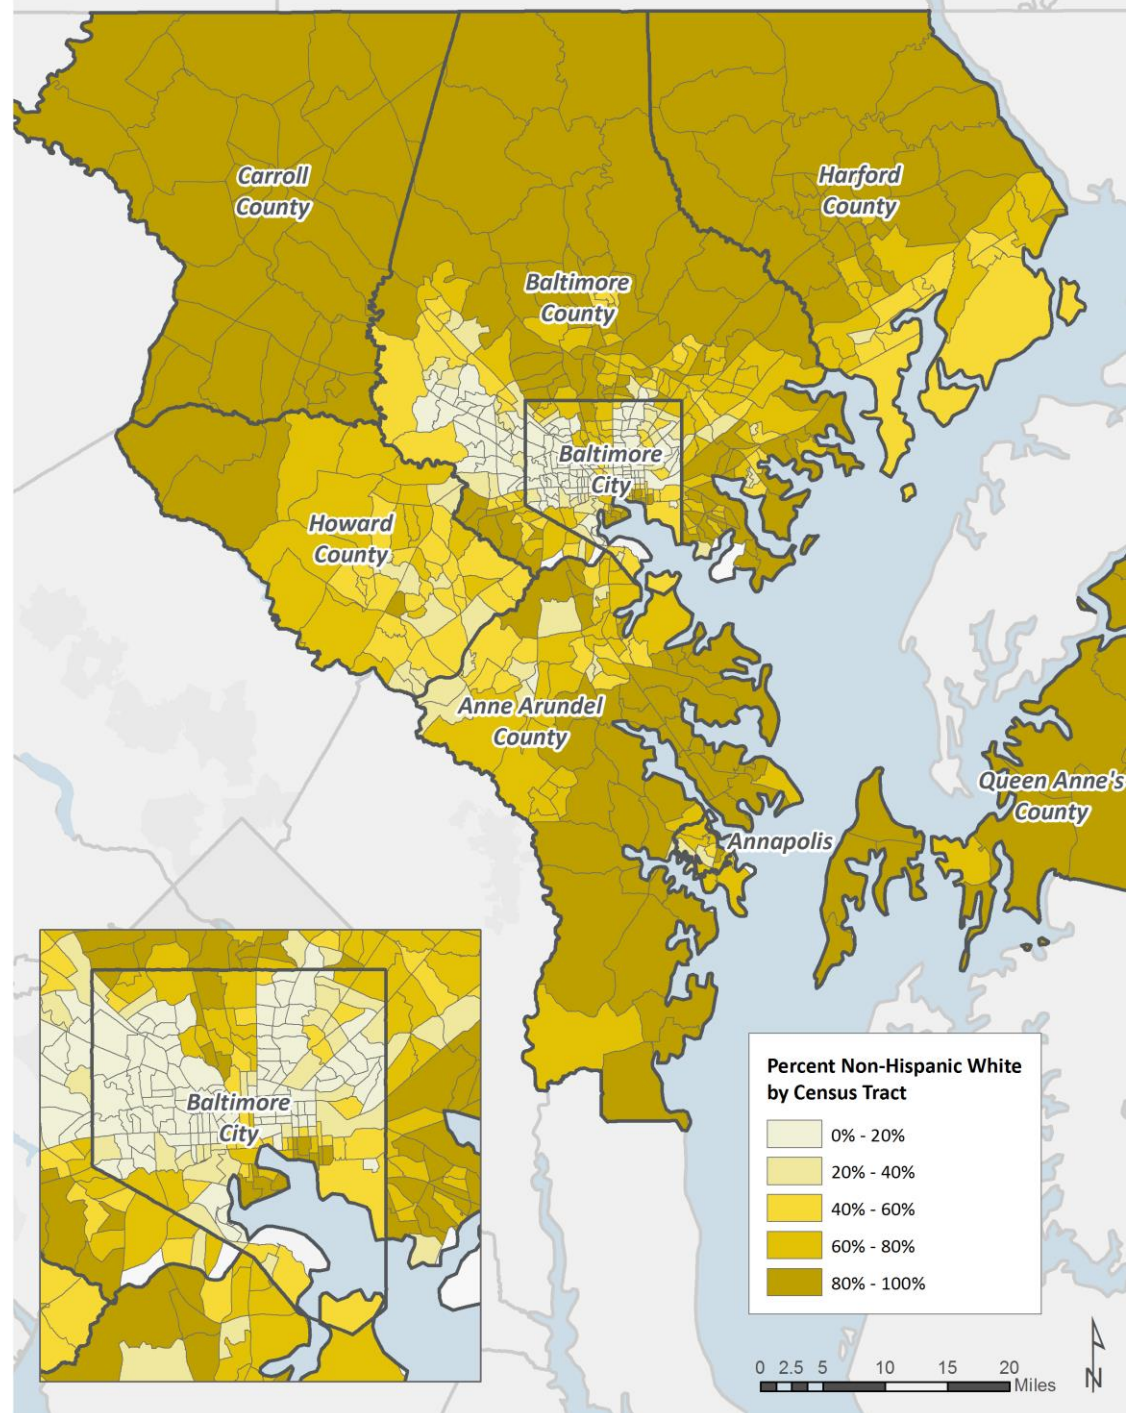 Carroll
County
Harford
County
Baltimore
County
Baltimore
City
Howard
County
Anne Arundel
County
Queen Anne's
County
Annapolis
Baltimore
City
Percent Non-Hispanic White
by Census Tract
0% - 20%
20% - 40%
40% - 60%
60% - 80%
80% - 100%
0 2.5 5 10 15 20
Miles
N